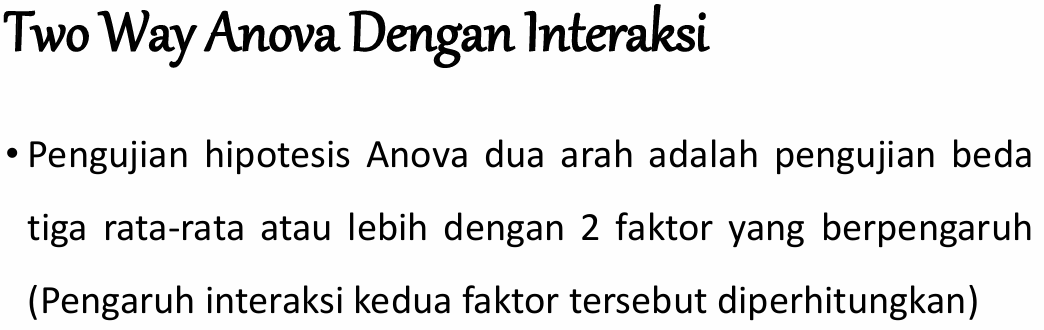 Two Way Anova Dengan Interaksi
• Pengujian hipotesis Anova dua arah adalah pengujian beda
tiga rata-rata atau lebih dengan 2 faktor yang berpengaruh
(Pengaruh interaksi kedua faktor tersebut diperhitungkan)